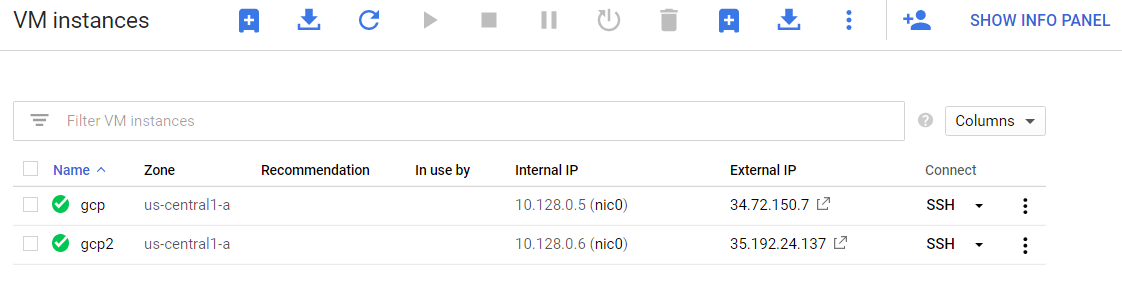 VM instances SHOW INFO PANEL
Filter VM instances Columns
Name Zone Recommendation In use by Internal IP External IP Connect
gcp us-central1-a 10.128.0.5 (nic0) 34.72.150.7 SSH
gcp2 us-central1-a 10.128.0.6 (nic0) 35.192.24.137 SSH